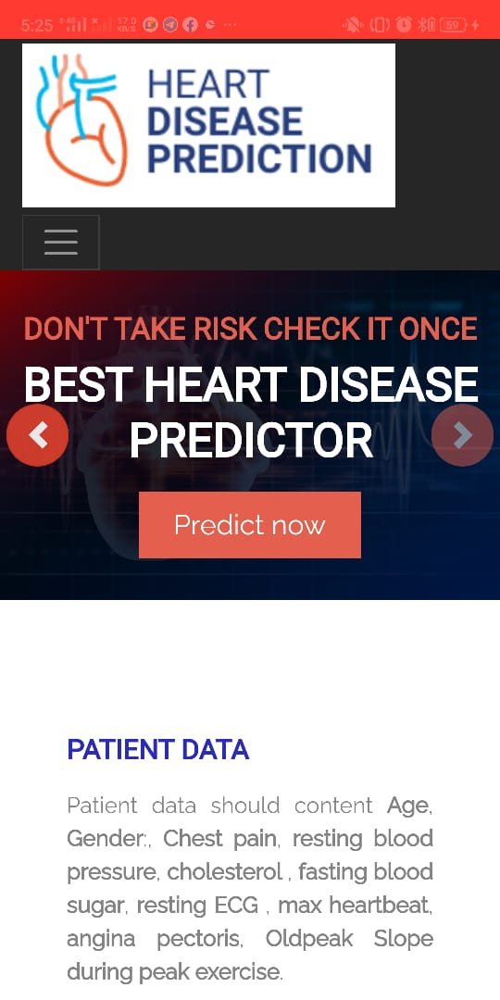 5:25 4G 17.0 KB/S 59
HEART
DISEASE
PREDICTION
DON'T TAKE RISK CHECK IT ONCE
BEST HEART DISEASE
PREDICTOR
Predict now
PATIENT DATA
Patient data should content Age,
Gender:, Chest pain, resting blood
pressure, cholesterol , fasting blood
sugar, resting ECG , max heartbeat,
angina pectoris, Oldpeak Slope
during peak exercise.